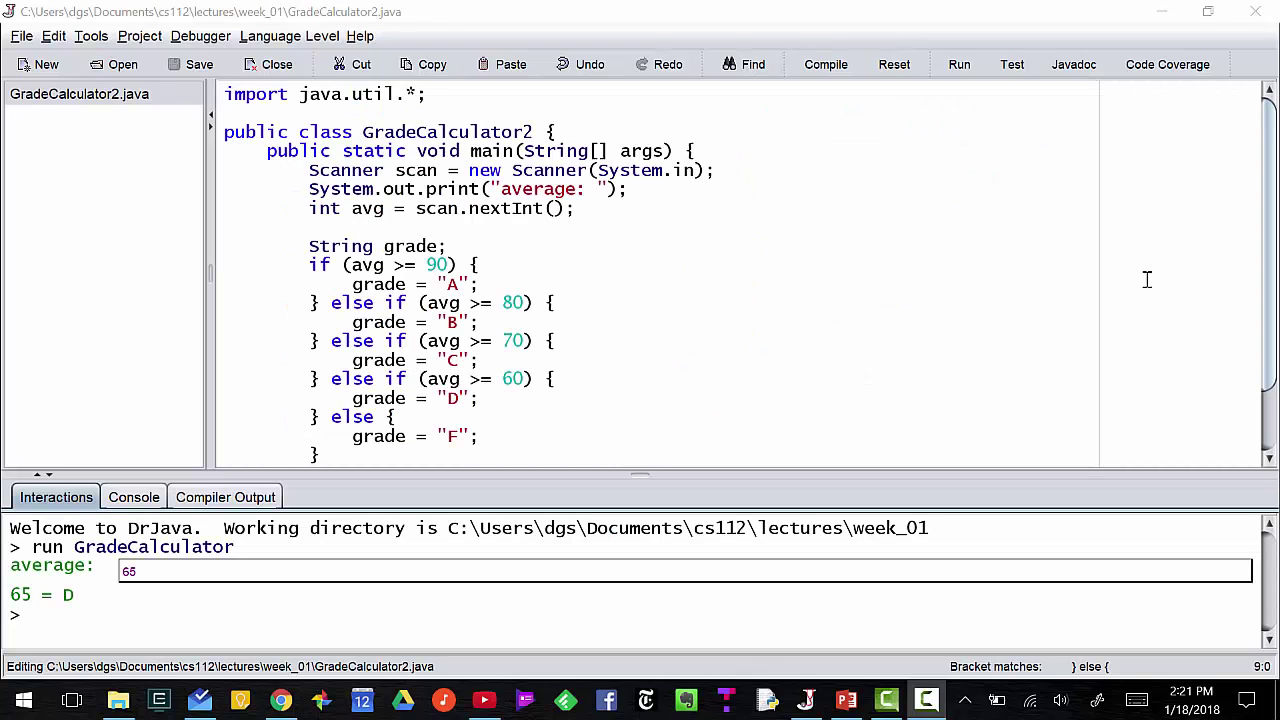 C:\Users\dgs\Documents\cs112\lectures\week_01\GradeCalculator2.java
File Edit Tools Project Debugger Language Level Help
New Open Save Close Cut Copy Paste Undo Redo Find Compile Reset Run Test Javadoc Code Coverage
GradeCalculator2.java
import java.util.*;
public class GradeCalculator2 {
public static void main(String[] args) {
Scanner scan = new Scanner(System.in);
System.out.print("average: ");
int avg = scan.nextInt();
String grade;
if (avg >= 90) {
grade = "A";
} else if (avg >= 80) {
grade = "B";
} else if (avg >= 70) {
grade = "C";
} else if (avg >= 60) {
grade = "D";
} else {
grade = "F";
}
Interactions Console Compiler Output
Welcome to DrJava. Working directory is C:\Users\dgs\Documents\cs112\lectures\week_01
> run GradeCalculator
average: 65
65 = D
>
Editing C:\Users\dgs\Documents\cs112\lectures\week_01\GradeCalculator2.java Bracket matches: } else { 9:0
2:21 PM
1/18/2018